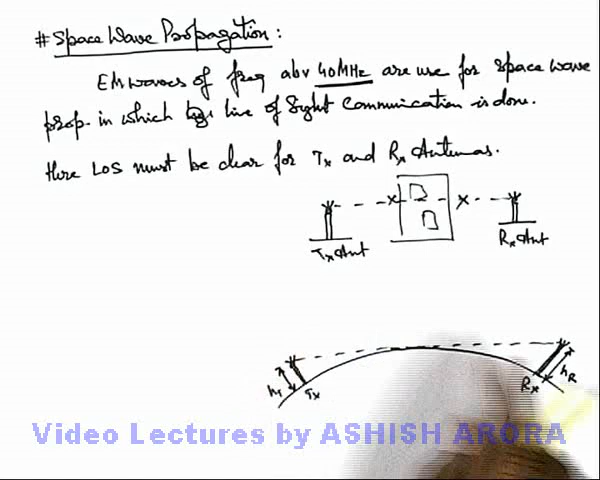 # Space Wave Propagation :
EM waves of freq abv 40MHz are use for space wave
prop. in which line of Sight Communication is done.
Here LOS must be clear for Tx and Rx Antennas.
Tx Ant
Rx Ant
hT
Tx
Rx
hR
Video Lectures by ASHISH ARORA